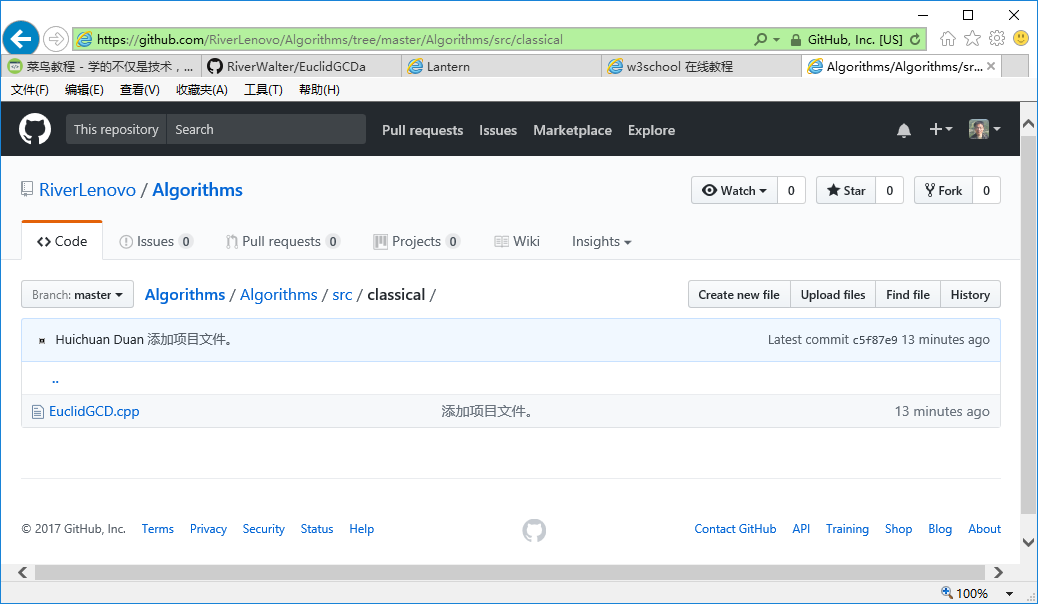 https://github.com/RiverLenovo/Algorithms/tree/master/Algorithms/src/classical GitHub, Inc. [US]
菜鸟教程 - 学的不仅是技术，... RiverWalter/EuclidGCDa Lantern w3school 在线教程 Algorithms/Algorithms/sr...
文件(F) 编辑(E) 查看(V) 收藏夹(A) 工具(T) 帮助(H)
This repository Search Pull requests Issues Marketplace Explore
RiverLenovo / Algorithms Watch 0 Star 0 Fork 0
Code Issues 0 Pull requests 0 Projects 0 Wiki Insights
Branch: master Algorithms / Algorithms / src / classical / Create new file Upload files Find file History
Huichuan Duan 添加项目文件。 Latest commit c5f87e9 13 minutes ago
..
EuclidGCD.cpp 添加项目文件。 13 minutes ago
© 2017 GitHub, Inc. Terms Privacy Security Status Help Contact GitHub API Training Shop Blog About
100%